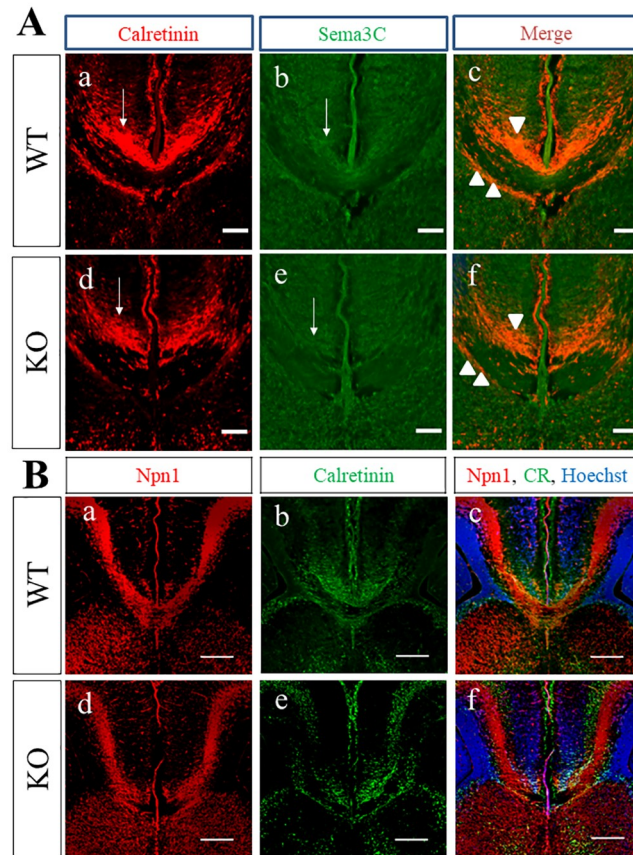 A
Calretinin
Sema3C
Merge
WT
a
b
c
KO
d
e
f
B
Npn1
Calretinin
Npn1, CR, Hoechst
WT
a
b
c
KO
d
e
f